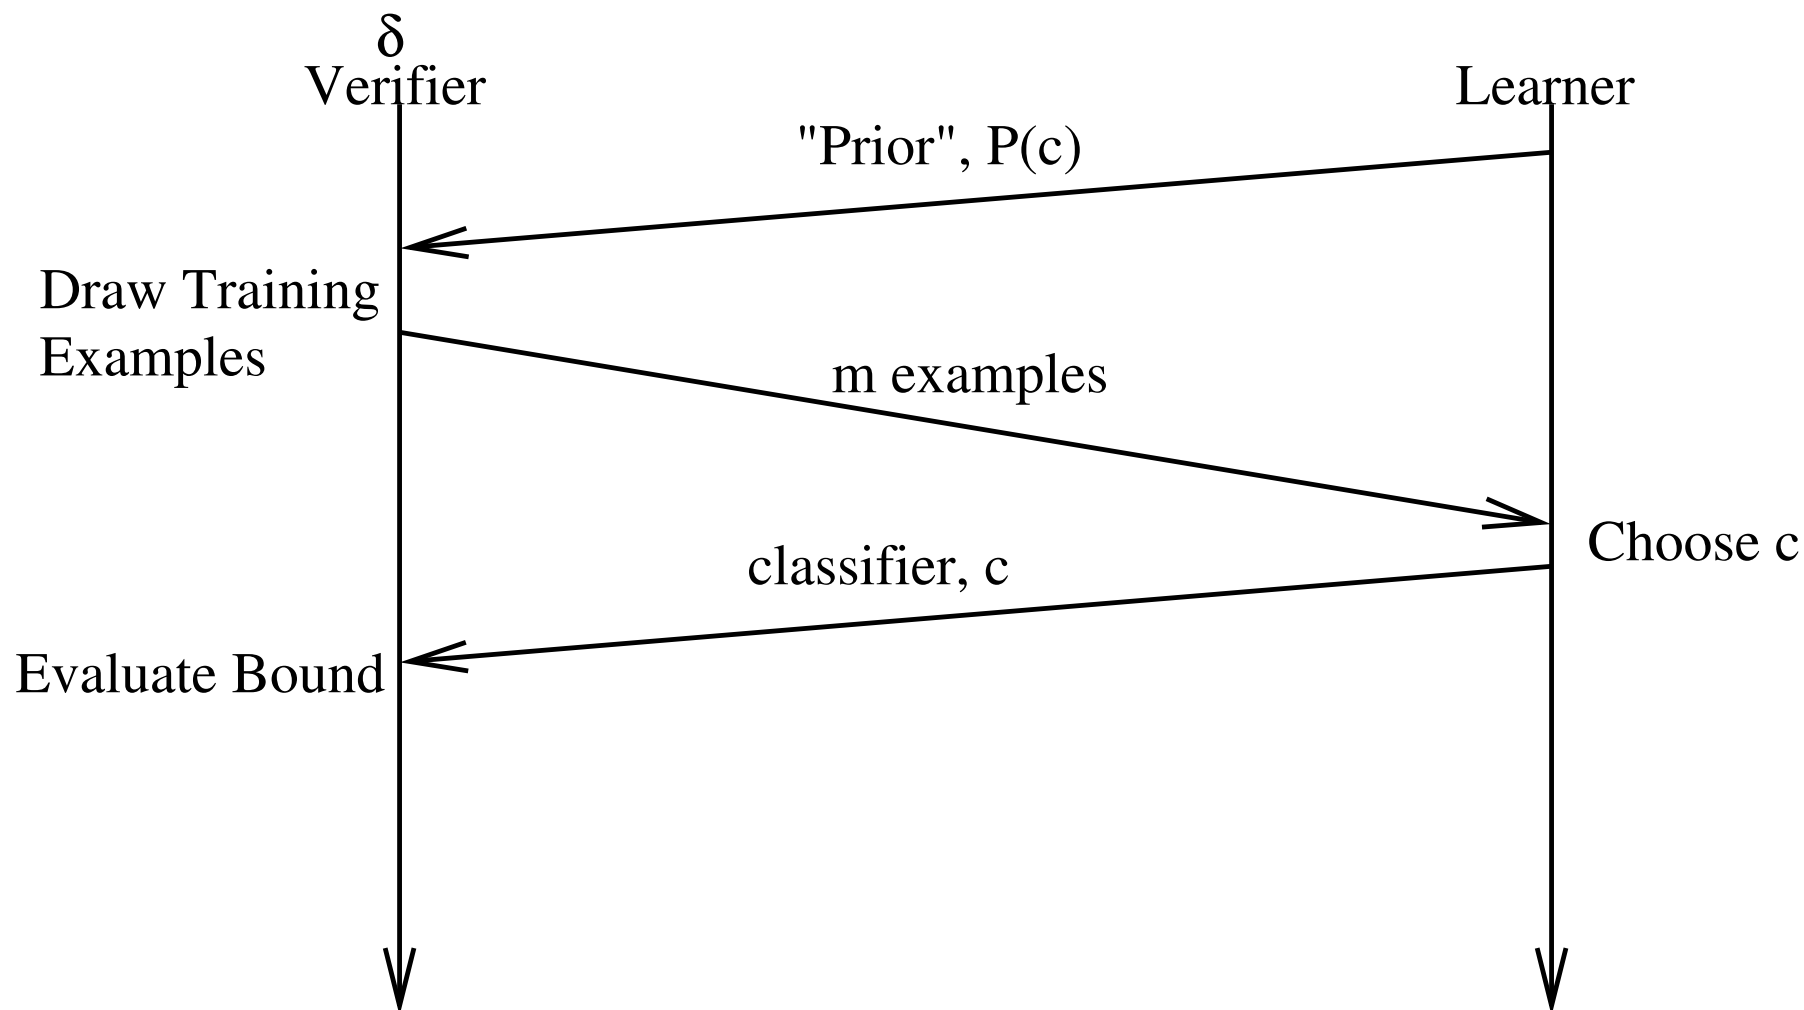 δ
Verifier
Learner
"Prior", P(c)
Draw Training
Examples
m examples
Choose c
classifier, c
Evaluate Bound